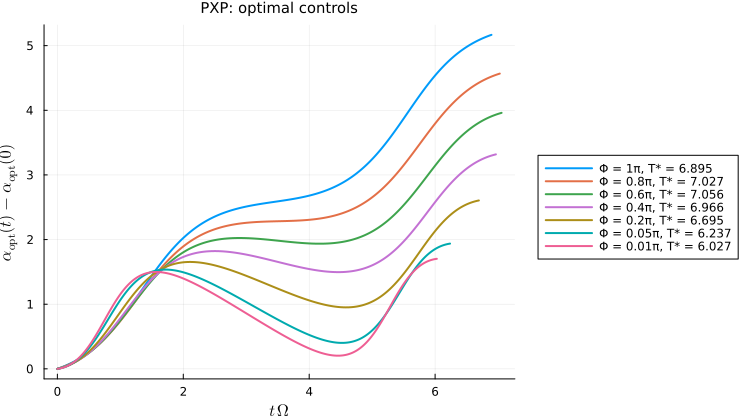 PXP: optimal controls
α_opt(t) − α_opt(0)
5
4
3
2
1
0
0 2 4 6
t Ω
Φ = 1π, T* = 6.895
Φ = 0.8π, T* = 7.027
Φ = 0.6π, T* = 7.056
Φ = 0.4π, T* = 6.966
Φ = 0.2π, T* = 6.695
Φ = 0.05π, T* = 6.237
Φ = 0.01π, T* = 6.027